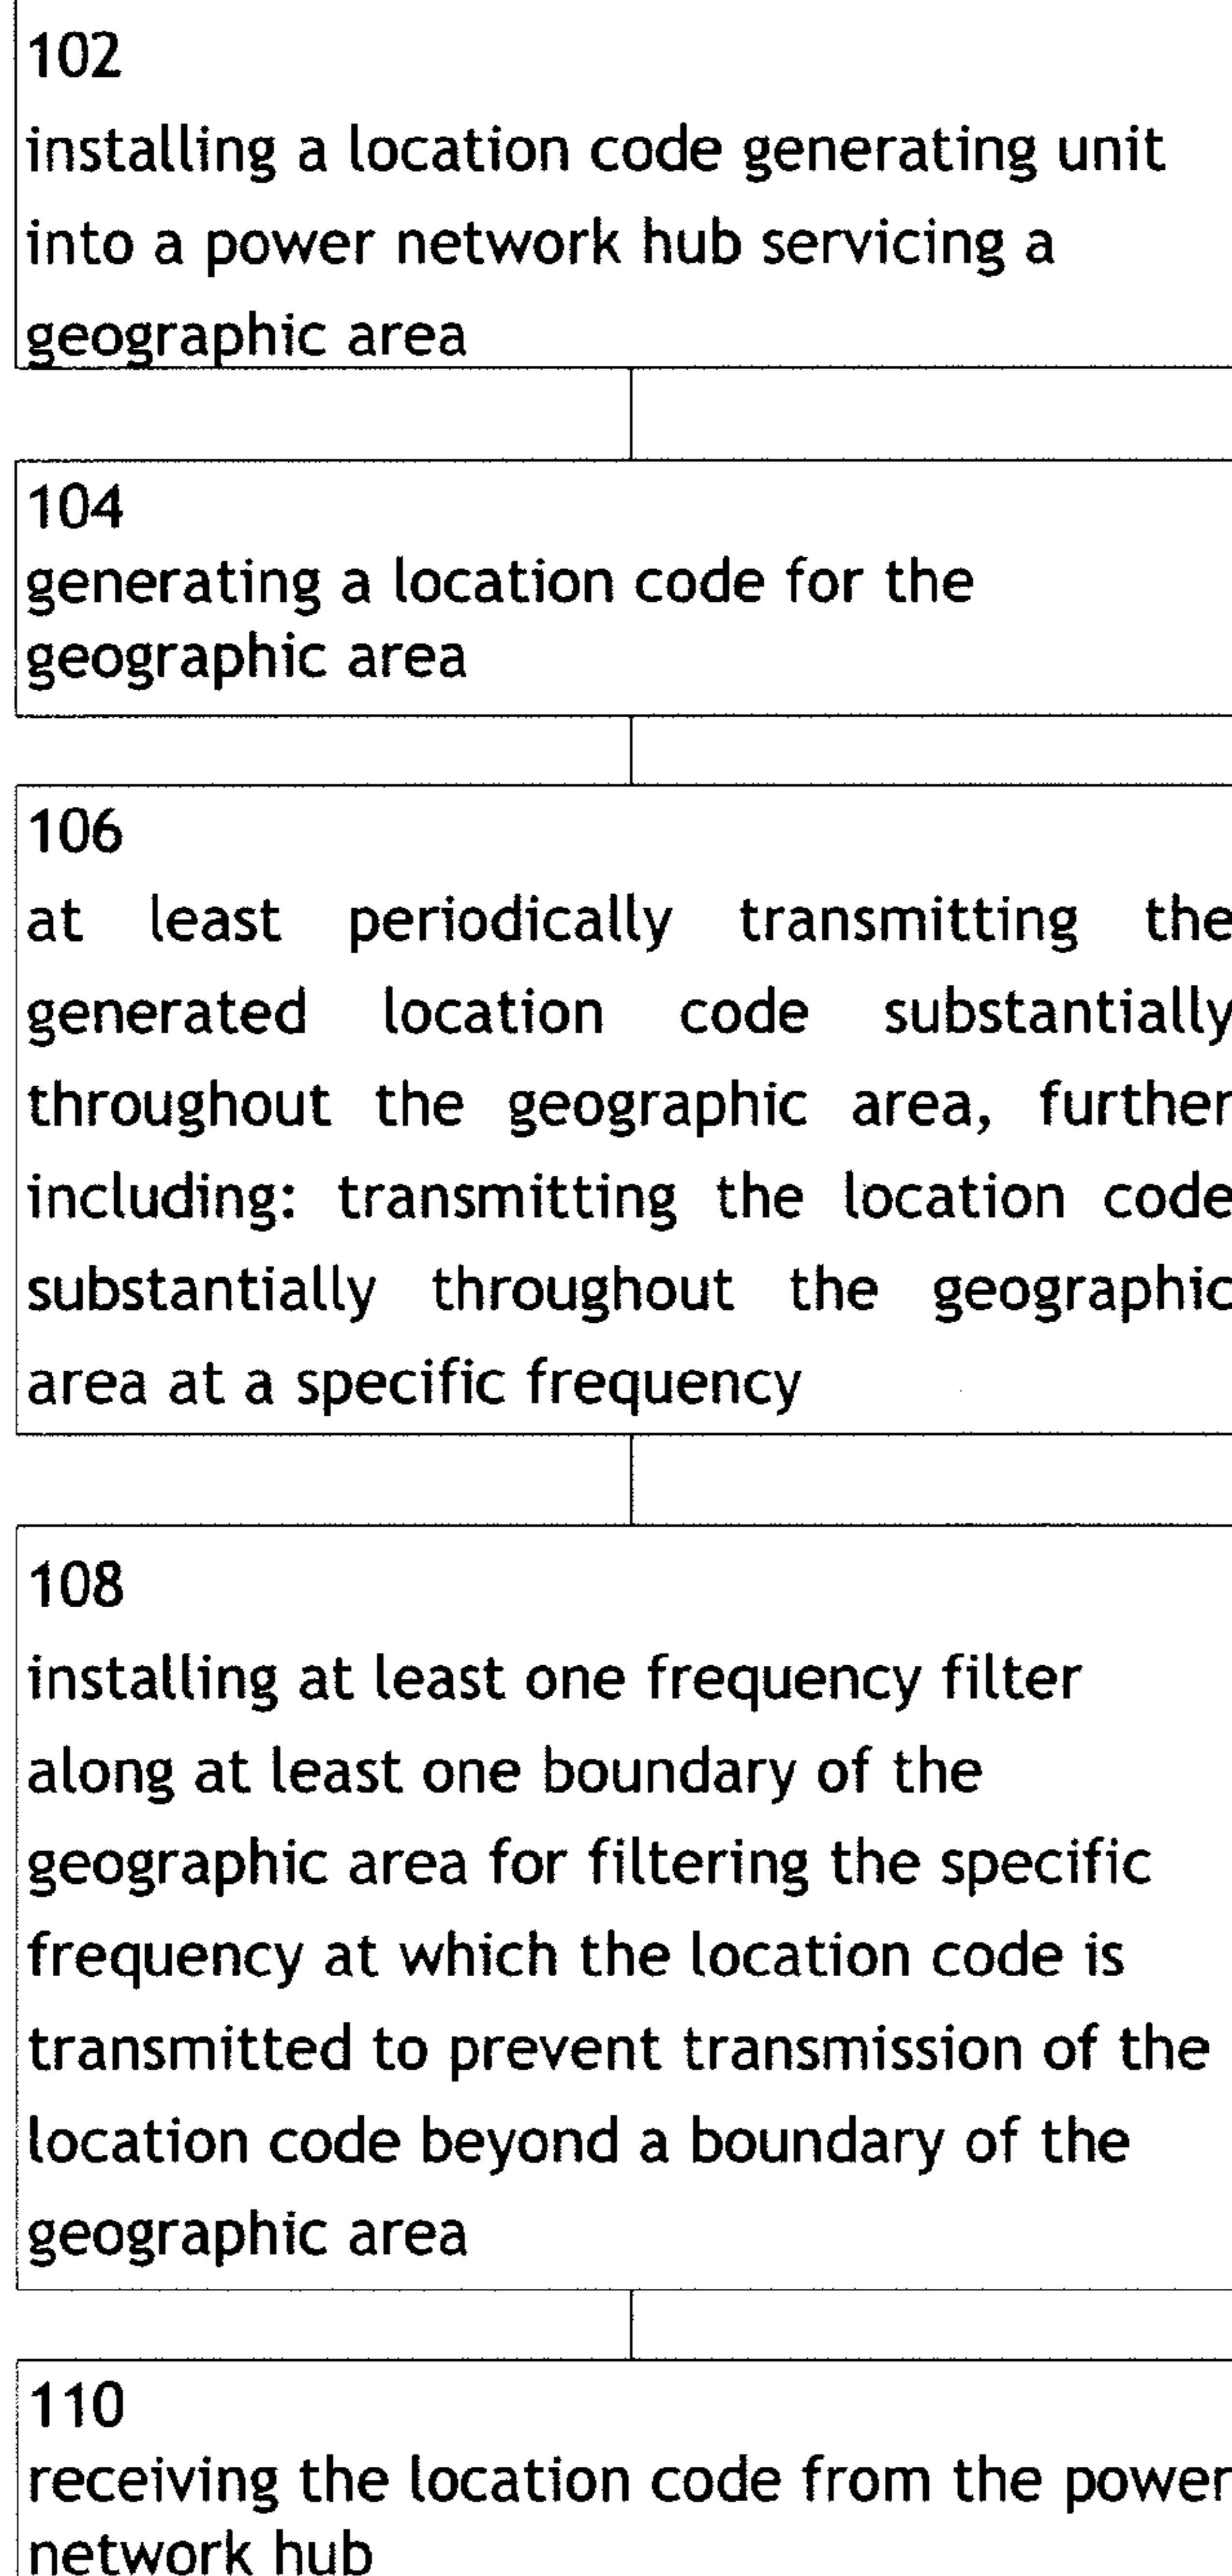 102
installing a location code generating unit
into a power network hub servicing a
geographic area
104
generating a location code for the
geographic area
106
at least periodically transmitting the
generated location code substantially
throughout the geographic area, further
including: transmitting the location code
substantially throughout the geographic
area at a specific frequency
108
installing at least one frequency filter
along at least one boundary of the
geographic area for filtering the specific
frequency at which the location code is
transmitted to prevent transmission of the
location code beyond a boundary of the
geographic area
110
receiving the location code from the power
network hub